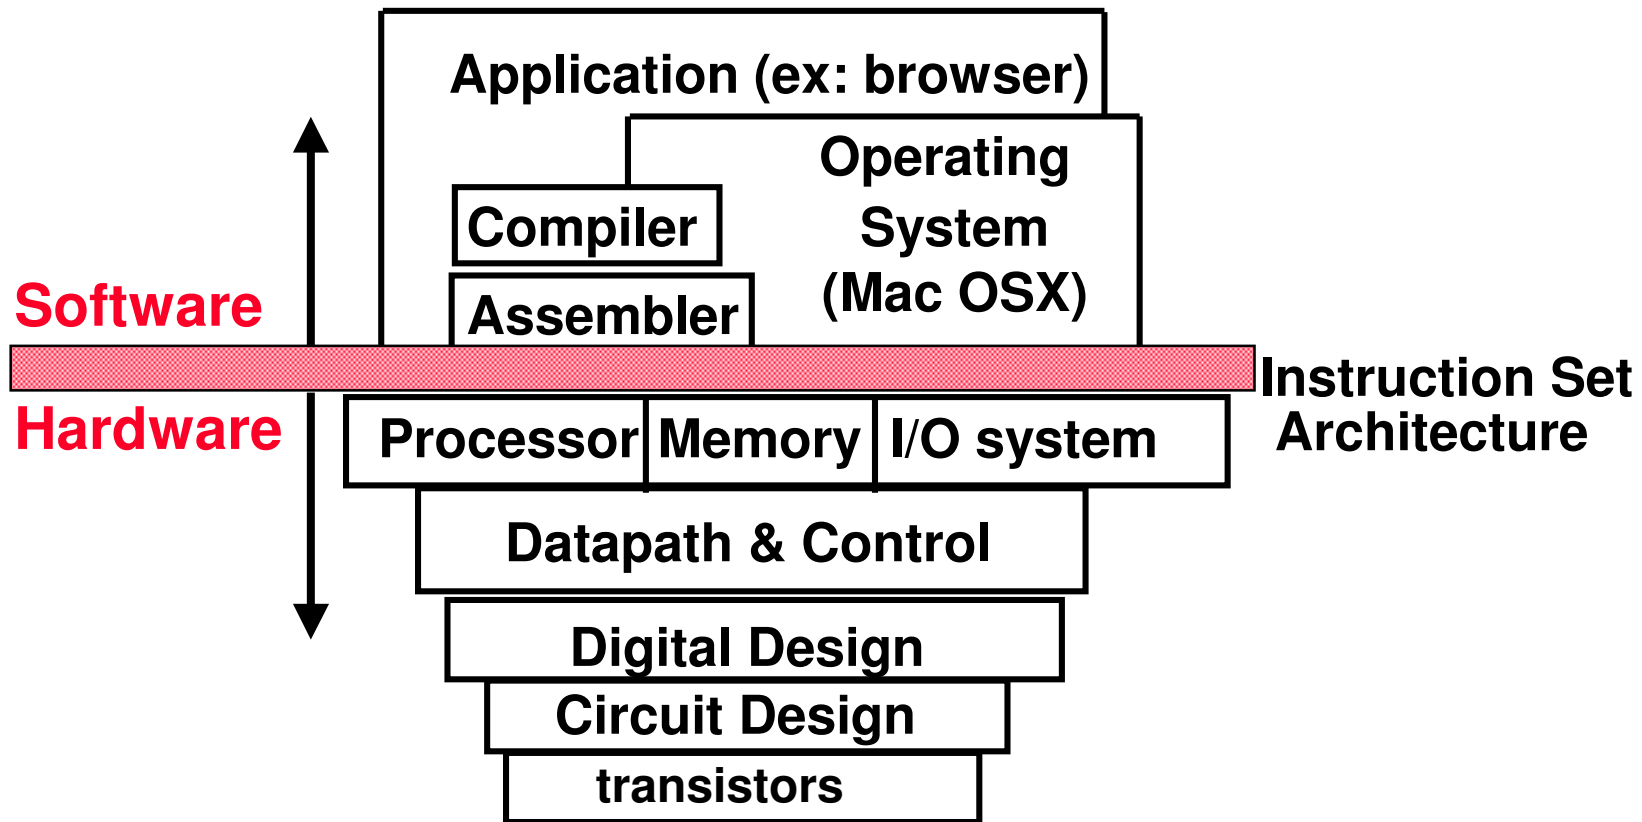 Application (ex: browser)
Operating
System
(Mac OSX)
Compiler
Assembler
Software
Hardware
Instruction Set
Architecture
Processor
Memory
I/O system
Datapath & Control
Digital Design
Circuit Design
transistors